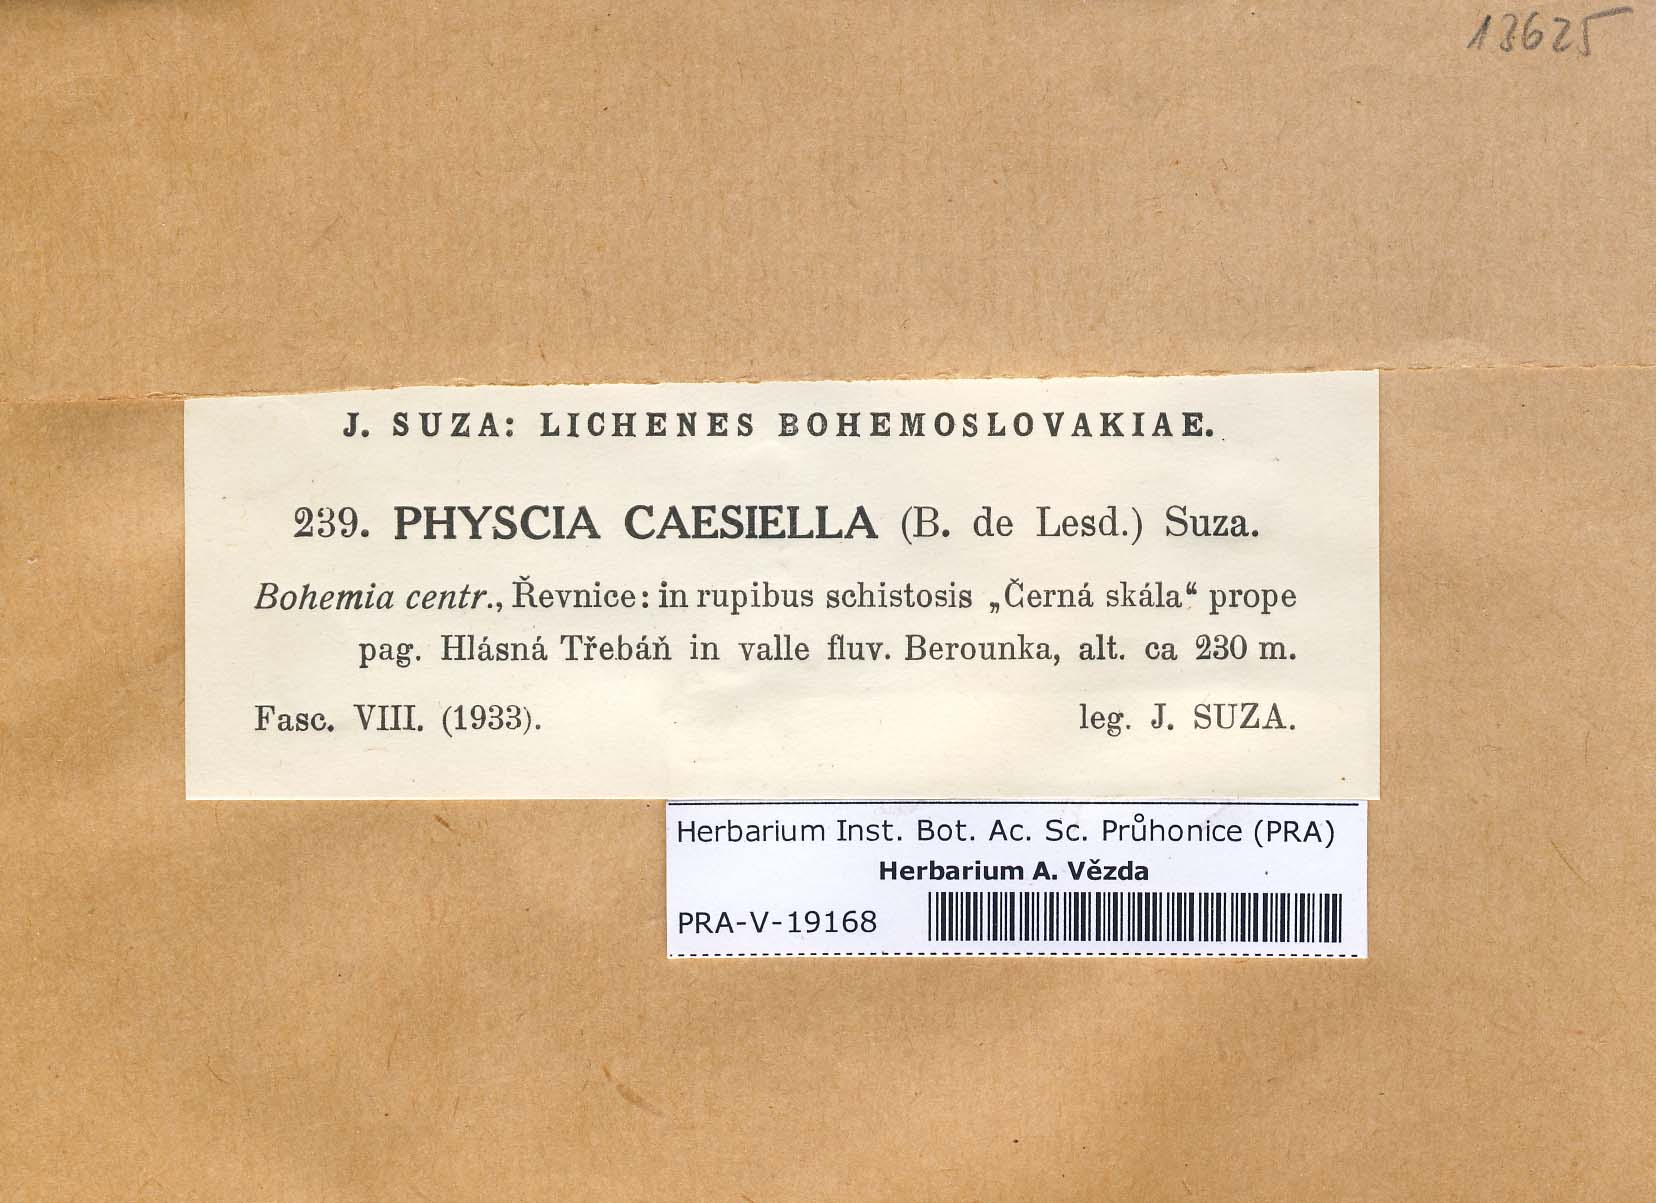 13625
J. SUZA: LICHENES BOHEMOSLOVAKIAE.
239. PHYSCIA CAESIELLA (B. de Lesd.) Suza.
Bohemia centr., Řevnice: in rupibus schistosis „Černá skála“ prope
pag. Hlásná Třebáň in valle fluv. Berounka, alt. ca 230 m.
Fasc. VIII. (1933). leg. J. SUZA.
Herbarium Inst. Bot. Ac. Sc. Průhonice (PRA)
Herbarium A. Vězda
PRA-V-19168